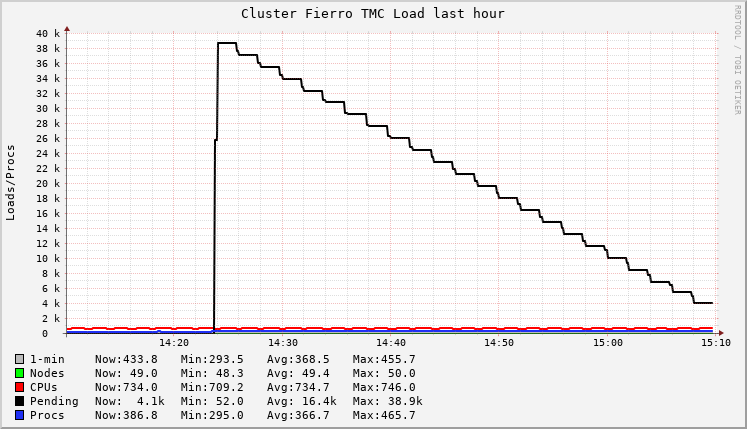 Cluster Fierro TMC Load last hour
RRDTOOL / TOBI OETIKER
Loads/Procs
40 k
38 k
36 k
34 k
32 k
30 k
28 k
26 k
24 k
22 k
20 k
18 k
16 k
14 k
12 k
10 k
8 k
6 k
4 k
2 k
0
14:20 14:30 14:40 14:50 15:00 15:10
1-min Now:433.8 Min:293.5 Avg:368.5 Max:455.7
Nodes Now: 49.0 Min: 48.3 Avg: 49.4 Max: 50.0
CPUs Now:734.0 Min:709.2 Avg:734.7 Max:746.0
Pending Now: 4.1k Min: 52.0 Avg: 16.4k Max: 38.9k
Procs Now:386.8 Min:295.0 Avg:366.7 Max:465.7